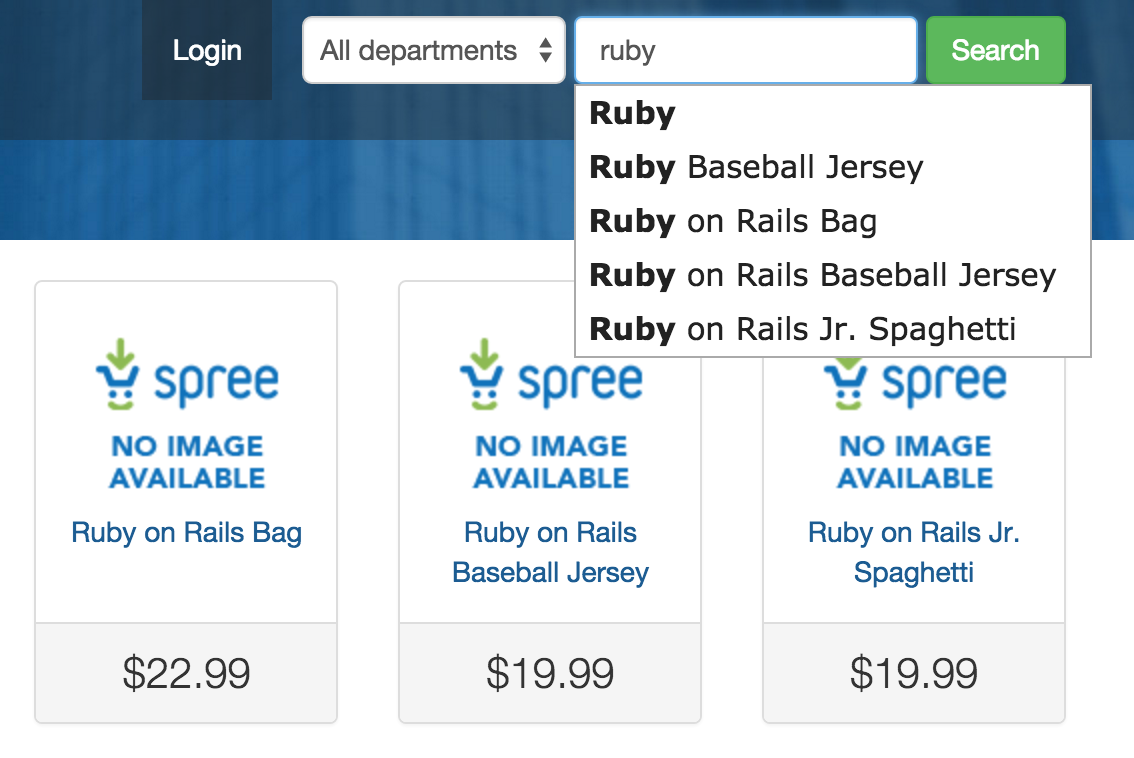 Login
All departments
ruby
Search
Ruby
Ruby Baseball Jersey
Ruby on Rails Bag
Ruby on Rails Baseball Jersey
Ruby on Rails Jr. Spaghetti
spree
NO IMAGE
AVAILABLE
Ruby on Rails Bag
$22.99
spree
NO IMAGE
AVAILABLE
Ruby on Rails
Baseball Jersey
$19.99
spree
NO IMAGE
AVAILABLE
Ruby on Rails Jr.
Spaghetti
$19.99